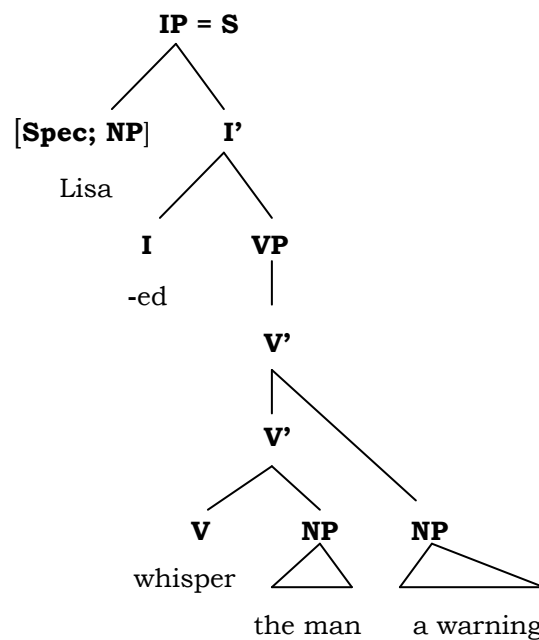 IP = S
[Spec; NP] I’
Lisa
I VP
-ed
V’
V’
V NP NP
whisper
the man a warning